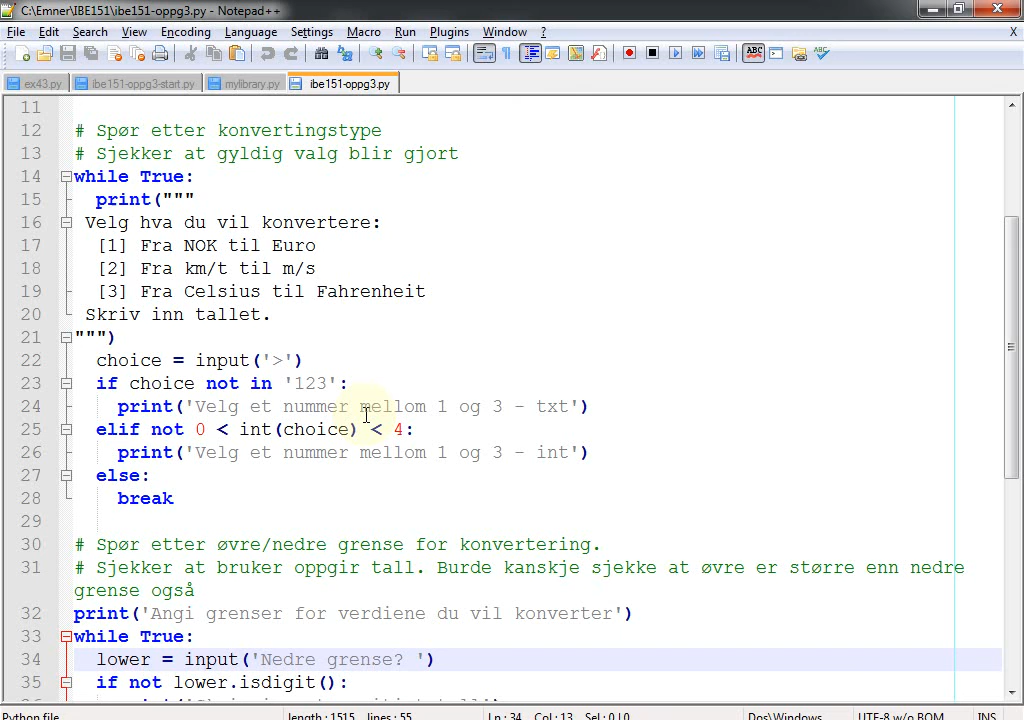 C:\Emner\IBE151\ibe151-oppg3.py - Notepad++
File Edit Search View Encoding Language Settings Macro Run Plugins Window ? X
ex43.py ibe151-oppg3-start.py mylibrary.py ibe151-oppg3.py
11
12 # Spør etter konvertingstype
13 # Sjekker at gyldig valg blir gjort
14 while True:
15 print("""
16 Velg hva du vil konvertere:
17 [1] Fra NOK til Euro
18 [2] Fra km/t til m/s
19 [3] Fra Celsius til Fahrenheit
20 Skriv inn tallet.
21 """)
22 choice = input('>')
23 if choice not in '123':
24 print('Velg et nummer mellom 1 og 3 - txt')
25 elif not 0 < int(choice) < 4:
26 print('Velg et nummer mellom 1 og 3 - int')
27 else:
28 break
29
30 # Spør etter øvre/nedre grense for konvertering.
31 # Sjekker at bruker oppgir tall. Burde kanskje sjekke at øvre er større enn nedre
grense også
32 print('Angi grenser for verdiene du vil konverter')
33 while True:
34 lower = input('Nedre grense? ')
35 if not lower.isdigit():
Python file length : 1515 lines : 55 Ln : 34 Col : 13 Sel : 0 | 0 Dos\Windows UTF-8 w/o BOM INS